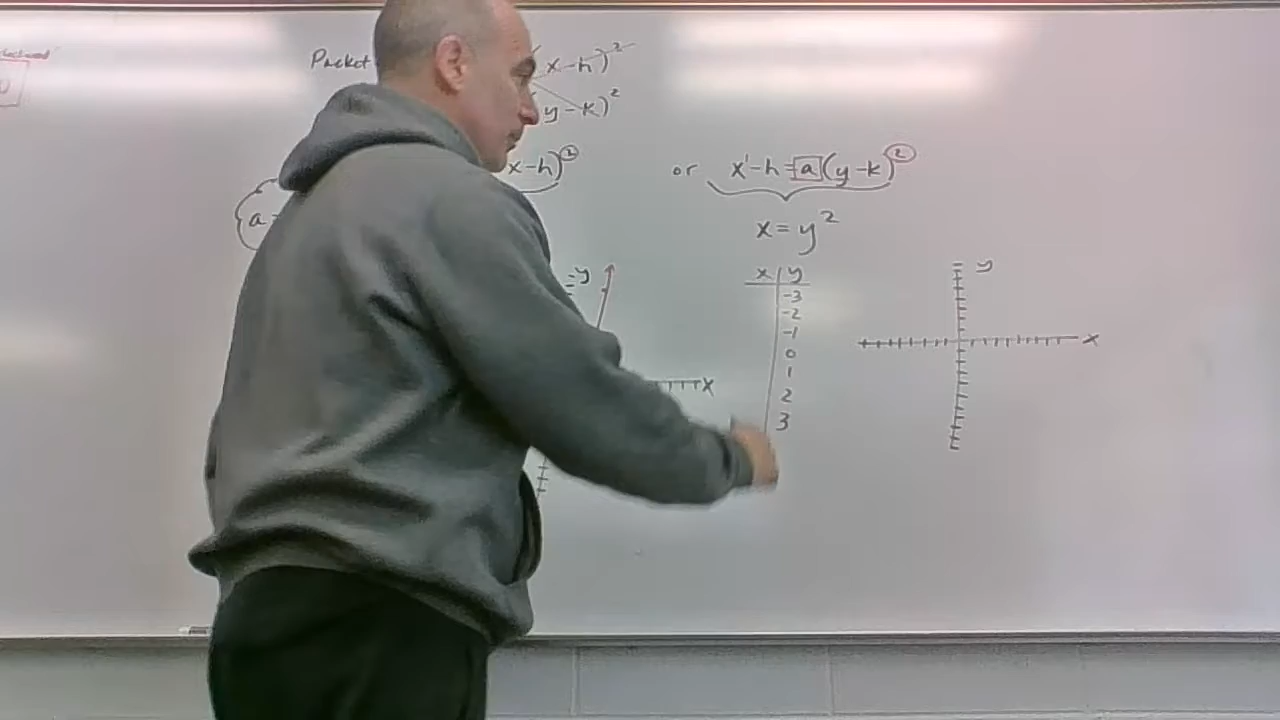 Packet
x-h)²
y-k)²
x-h)²
or x'-h=a(y-k)²
a=
x=y²
y
x y
-3
-2
-1
0
1
2
3
x
y
x